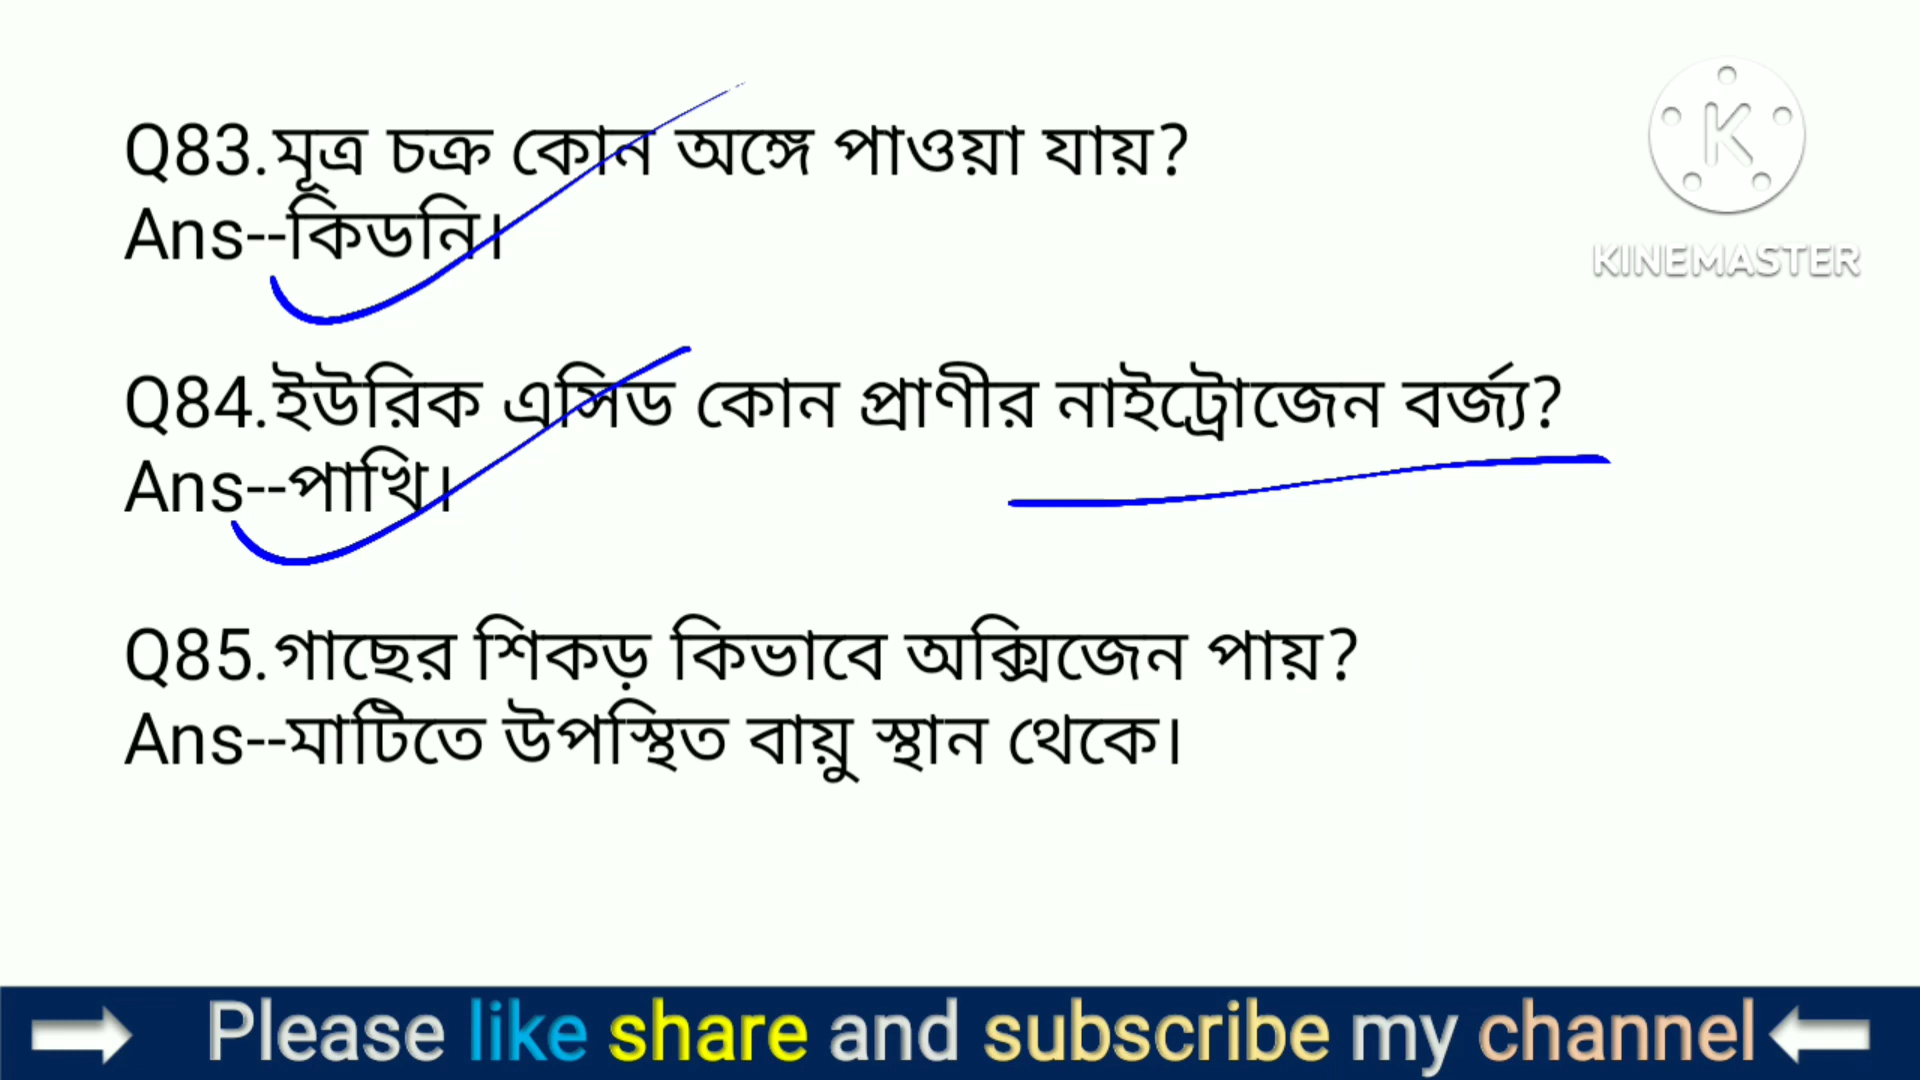 Q83.মূত্র চক্র কোন অঙ্গে পাওয়া যায়?
Ans--কিডনি।
KINEMASTER
Q84.ইউরিক এসিড কোন প্রাণীর নাইট্রোজেন বর্জ্য?
Ans--পাখি।
Q85.গাছের শিকড় কিভাবে অক্সিজেন পায়?
Ans--মাটিতে উপস্থিত বায়ু স্থান থেকে।
Please like share and subscribe my channel